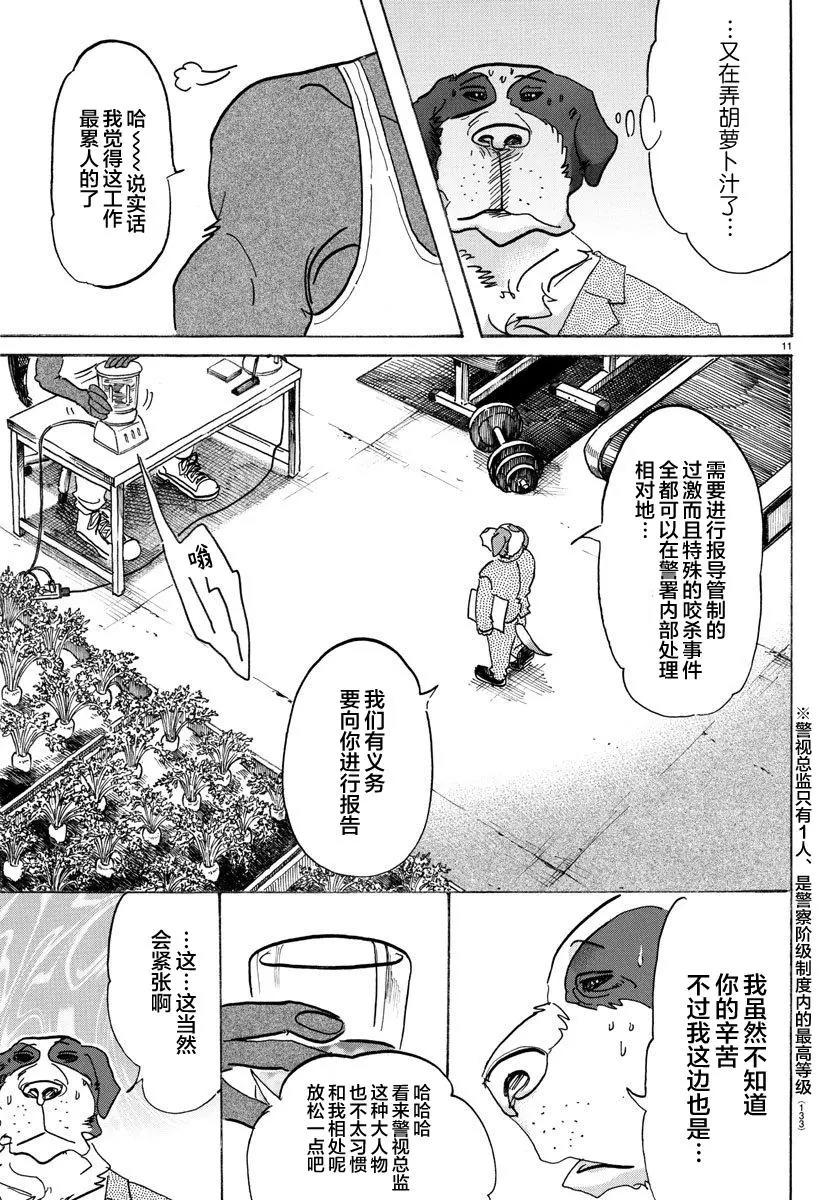 …又在弄胡萝卜汁了…
哈~~~说实话
我觉得这工作
最累人的了
11
需要进行报导管制的
过激而且特殊的咬杀事件
全都可以在警署内部处理
相对地…
嗡
我们有义务
要向你进行报告
※警视总监只有1人、是警察阶级制度内的最高等级
(133)
我虽然不知道
你的辛苦
不过我这边也是…
哈哈哈
看来警视总监
这种大人物
也不太习惯
和我相处呢
放松一点吧
…这…这当然
会紧张啊